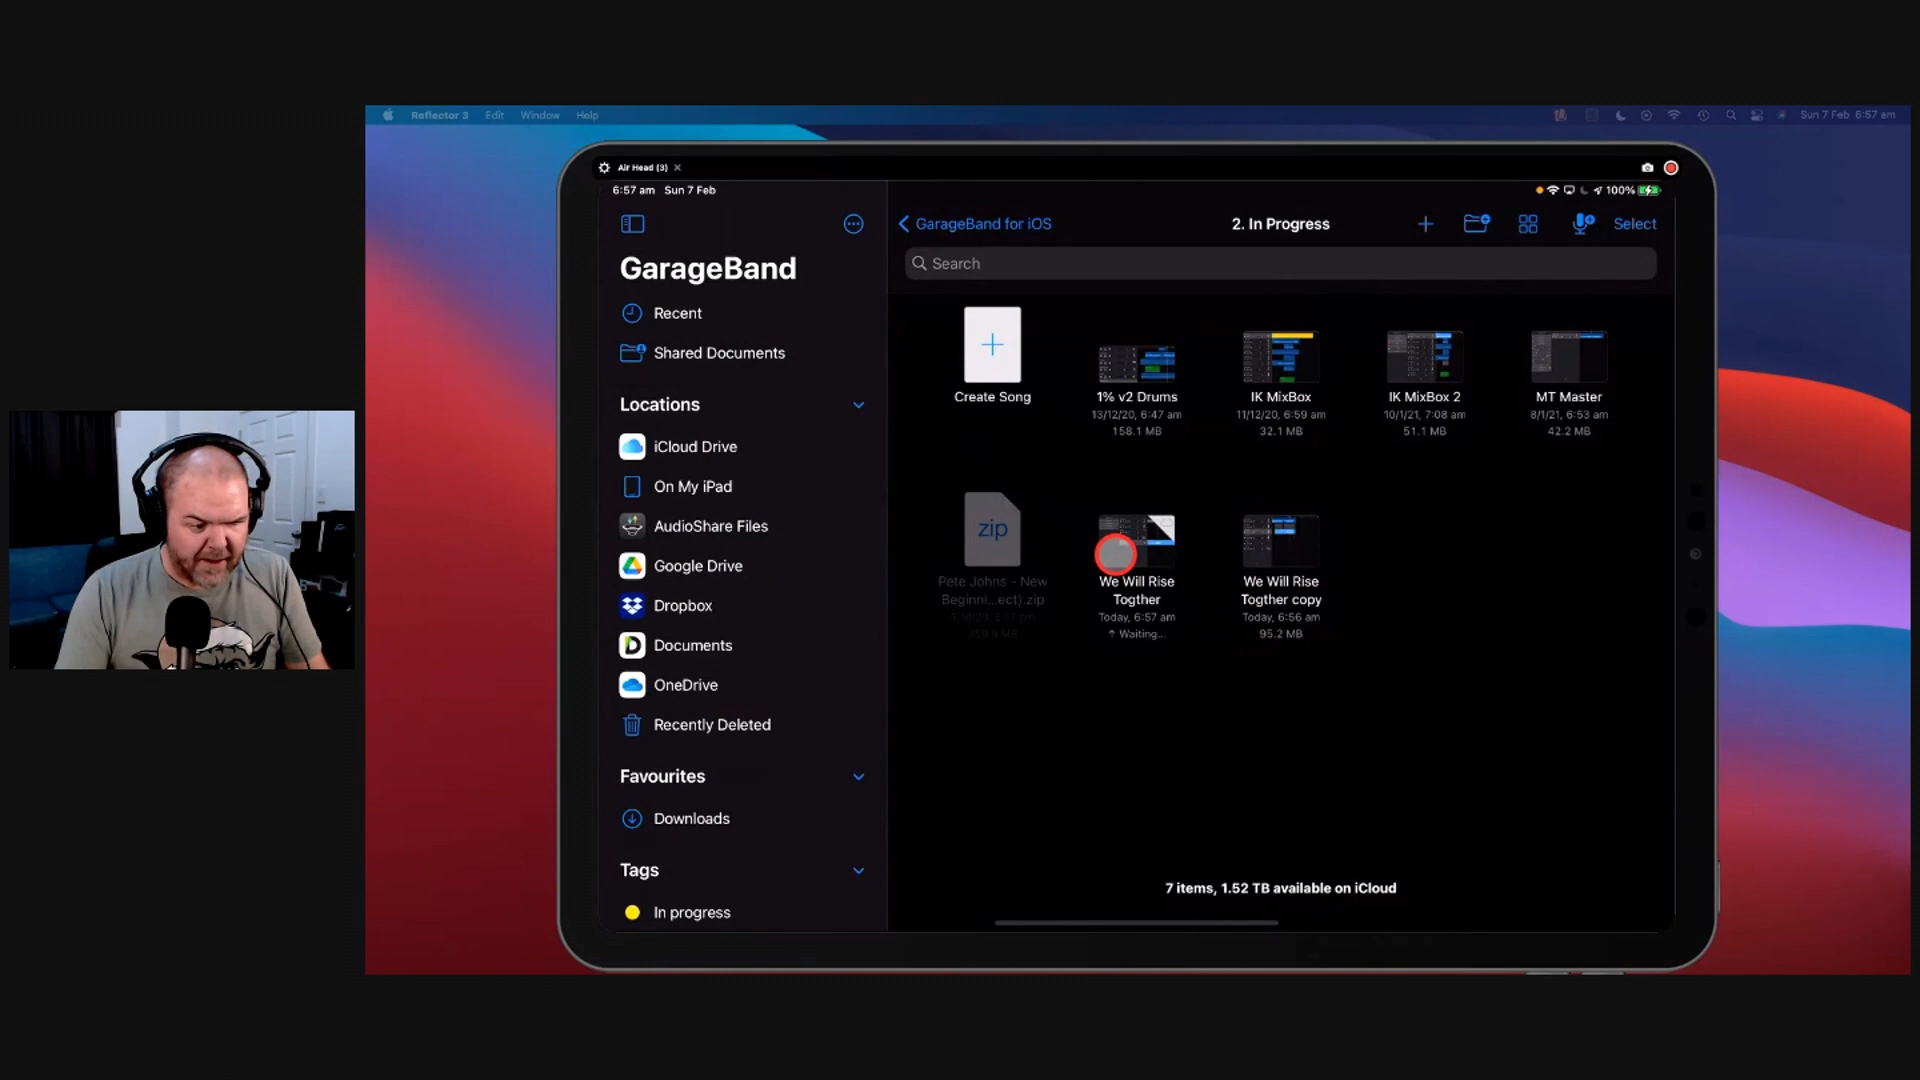 Reflector 3 Edit Window Help
Sun 7 Feb 6:57 am
Air Head (3)
6:57 am Sun 7 Feb
100%
GarageBand
Recent
Shared Documents
Locations
iCloud Drive
On My iPad
AudioShare Files
Google Drive
Dropbox
Documents
OneDrive
Recently Deleted
Favourites
Downloads
Tags
In progress
GarageBand for iOS
2. In Progress
Select
Search
Create Song
1% v2 Drums
13/12/20, 6:47 am
158.1 MB
IK MixBox
11/12/20, 6:59 am
32.1 MB
IK MixBox 2
10/1/21, 7:08 am
51.1 MB
MT Master
8/1/21, 6:53 am
42.2 MB
zip
Pete Johns - New
Beginni...ect).zip
We Will Rise
Togther
Today, 6:57 am
↑ Waiting...
We Will Rise
Togther copy
Today, 6:56 am
95.2 MB
7 items, 1.52 TB available on iCloud